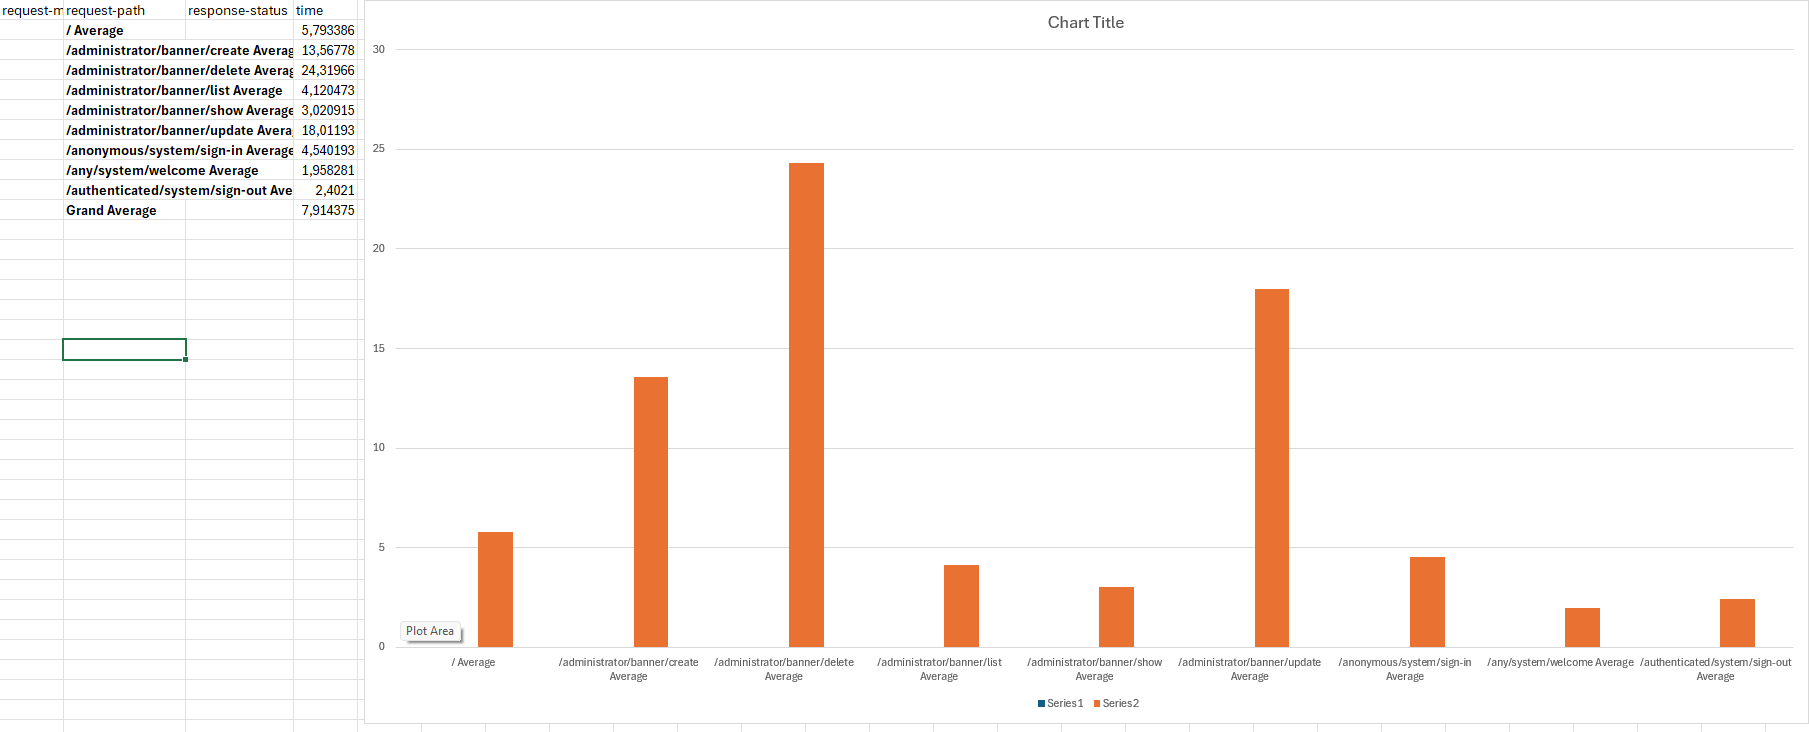 request-m request-path response-status time
/ Average 5,793386
/administrator/banner/create Averag 13,56778
/administrator/banner/delete Averag 24,31966
/administrator/banner/list Average 4,120473
/administrator/banner/show Average 3,020915
/administrator/banner/update Avera 18,01193
/anonymous/system/sign-in Average 4,540193
/any/system/welcome Average 1,958281
/authenticated/system/sign-out Ave 2,4021
Grand Average 7,914375
Chart Title
30
25
20
15
10
5
0
Plot Area
/ Average
/administrator/banner/create
Average
/administrator/banner/delete
Average
/administrator/banner/list
Average
/administrator/banner/show
Average
/administrator/banner/update
Average
/anonymous/system/sign-in
Average
/any/system/welcome Average
/authenticated/system/sign-out
Average
Series1 Series2